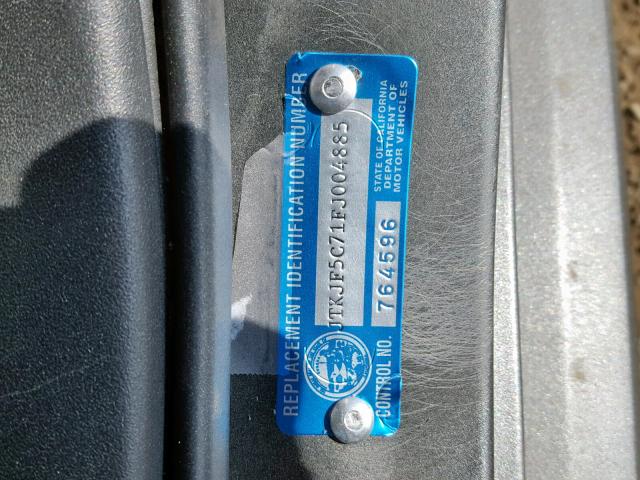 REPLACEMENT IDENTIFICATION NUMBER
JTKJF5C71FJ004885
STATE OF CALIFORNIA
DEPARTMENT OF
MOTOR VEHICLES
CONTROL NO. 764596